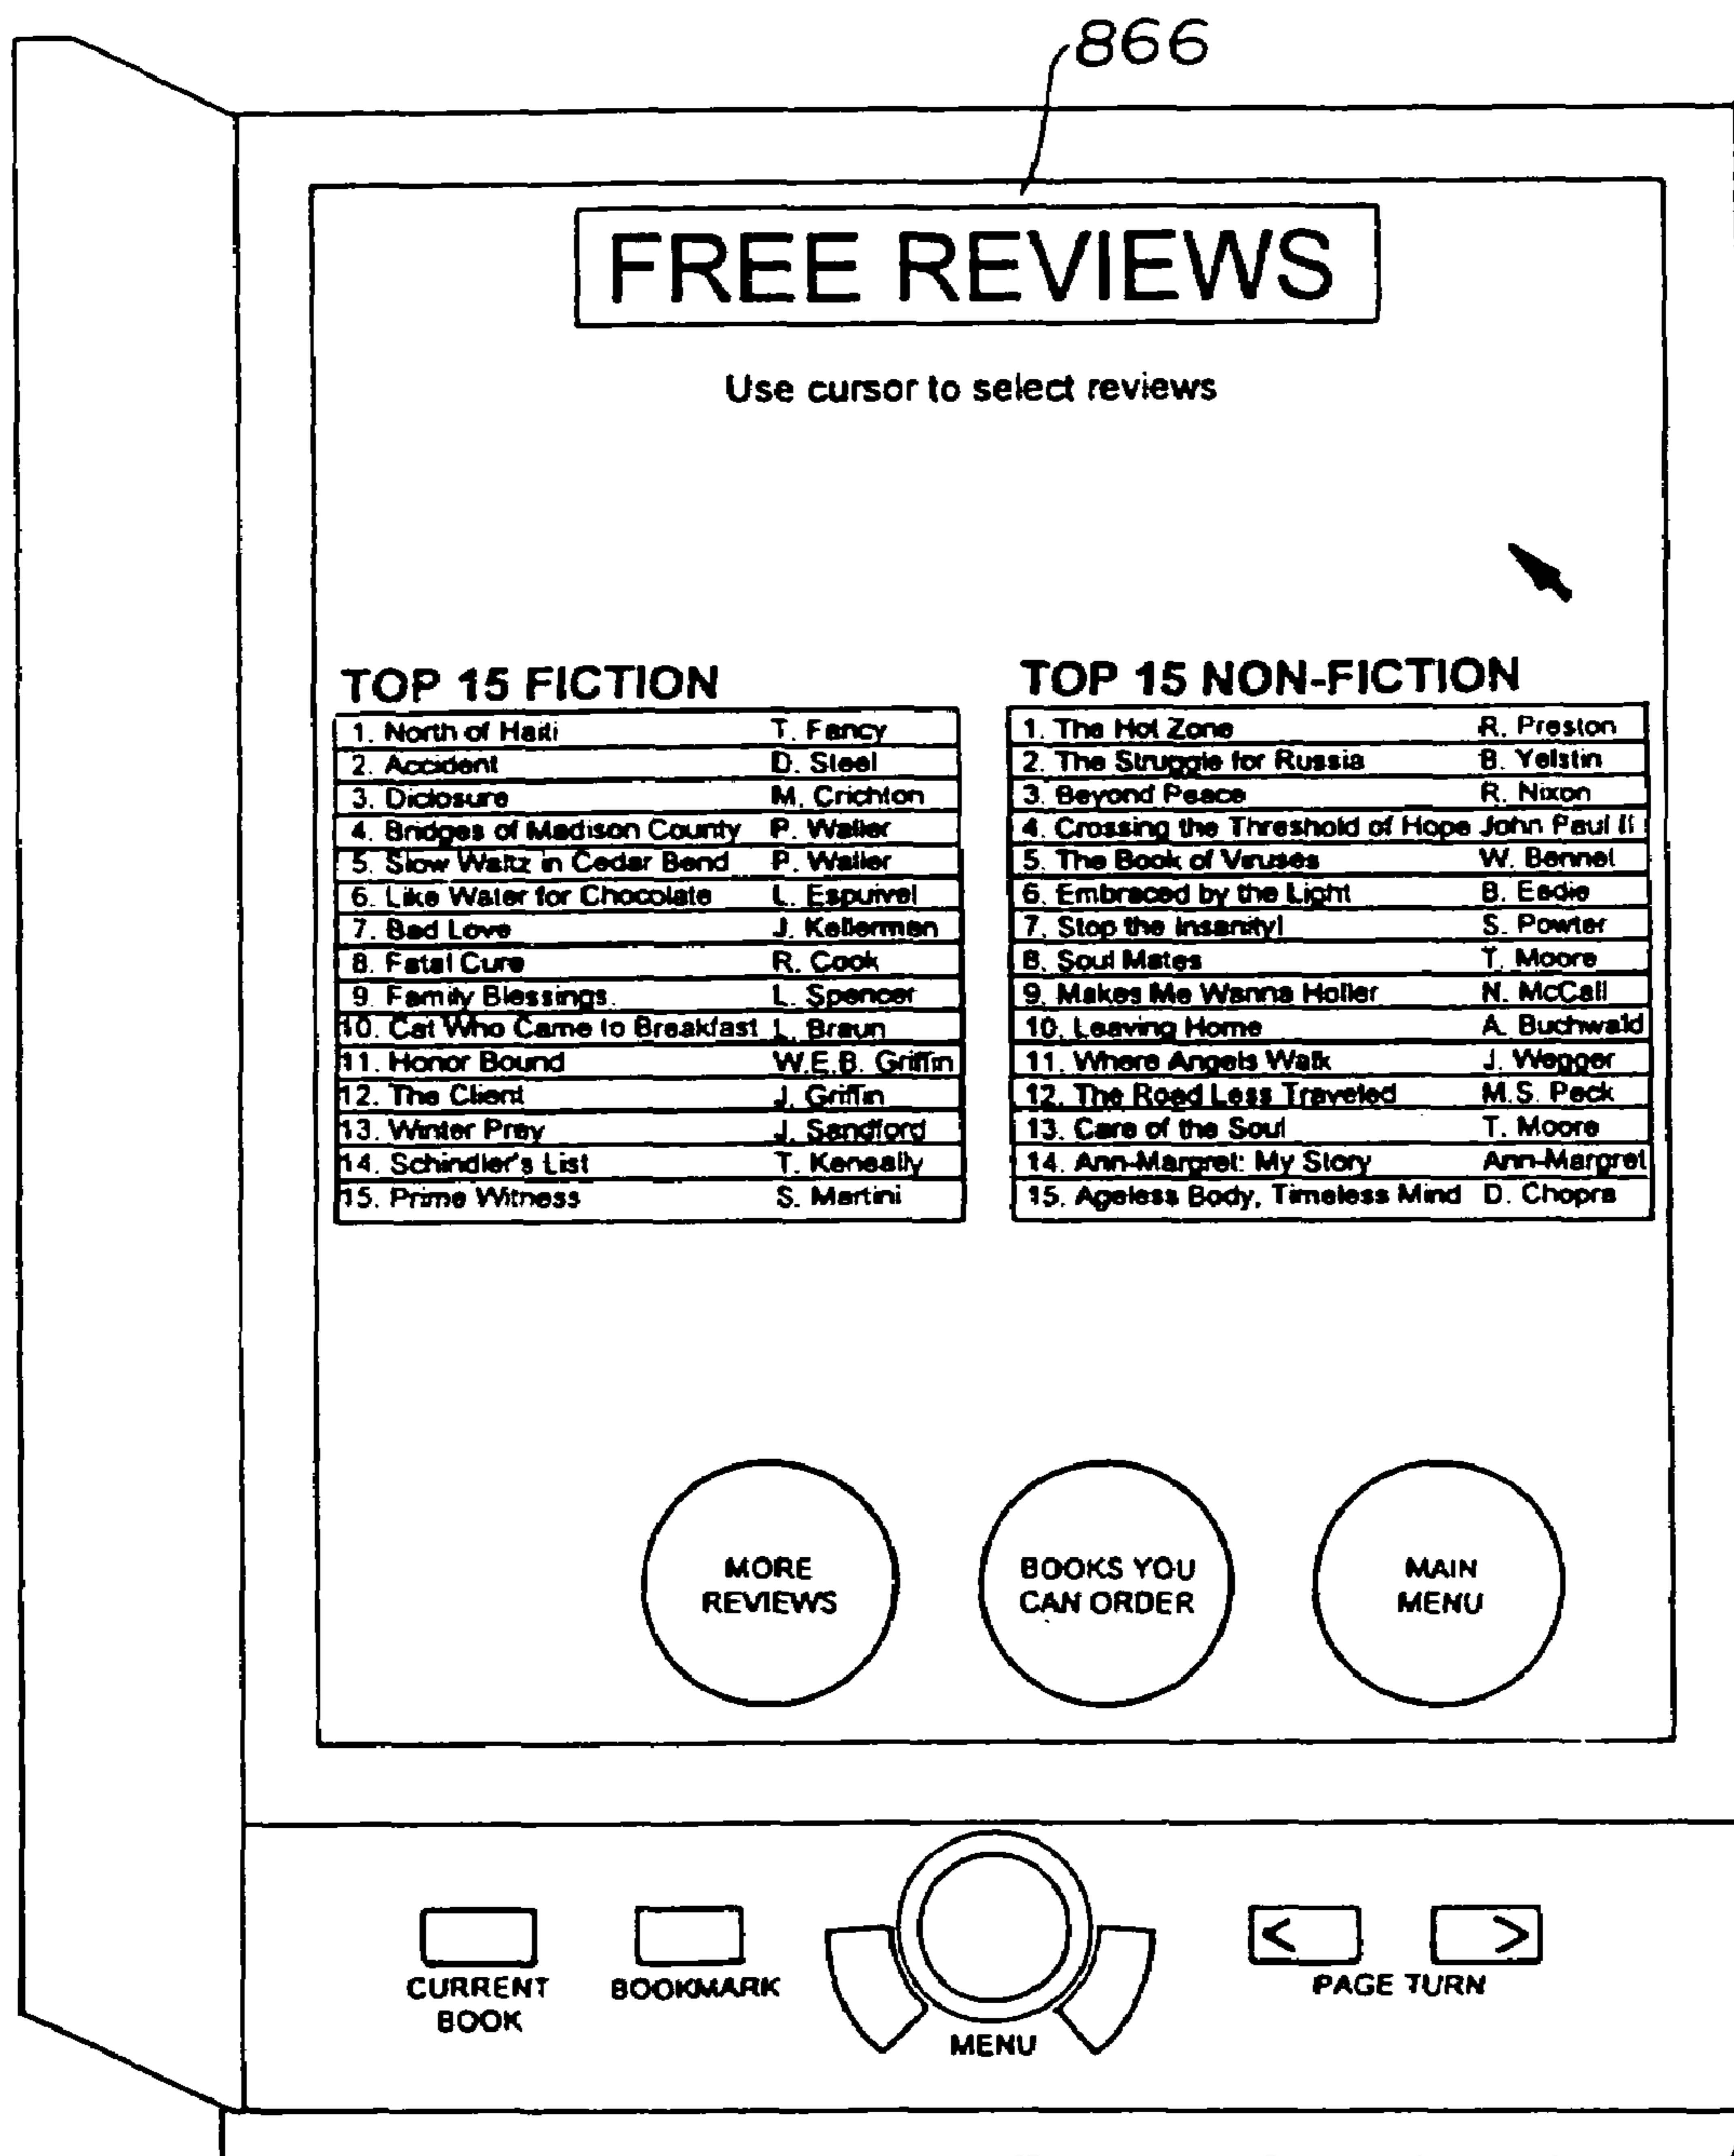 866
FREE REVIEWS
Use cursor to select reviews
TOP 15 FICTION
1. North of Haiti T. Fancy
2. Accident D. Steel
3. Diclosure M. Crichton
4. Bridges of Madison County P. Waller
5. Slow Waltz in Cedar Bend P. Waller
6. Like Water for Chocolate L. Espuivel
7. Bad Love J. Kellerman
8. Fatal Cure R. Cook
9. Family Blessings. L. Spencer
10. Cat Who Came to Breakfast L. Braun
11. Honor Bound W.E.B. Griffin
12. The Client J. Griffin
13. Winter Prey J. Sandford
14. Schindler's List T. Keneally
15. Prime Witness S. Martini
TOP 15 NON-FICTION
1. The Hot Zone R. Preston
2. The Struggle for Russia B. Yelstin
3. Beyond Peace R. Nixon
4. Crossing the Threshold of Hope John Paul II
5. The Book of Viruses W. Bennet
6. Embraced by the Light B. Eadie
7. Stop the Insanity! S. Powter
8. Soul Mates T. Moore
9. Makes Me Wanna Holler N. McCall
10. Leaving Home A. Buchwald
11. Where Angels Walk J. Wegger
12. The Road Less Traveled M.S. Peck
13. Care of the Soul T. Moore
14. Ann-Margret: My Story Ann-Margret
15. Ageless Body, Timeless Mind D. Chopra
MORE
REVIEWS
BOOKS YOU
CAN ORDER
MAIN
MENU
< >
CURRENT
BOOK
BOOKMARK
MENU
PAGE TURN